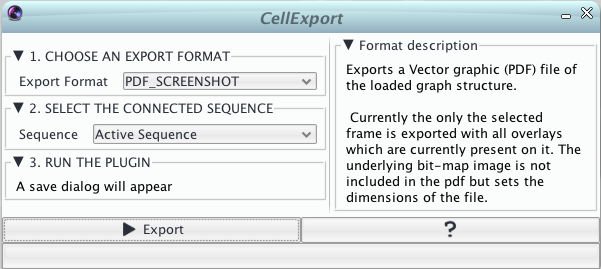 CellExport
▼ 1. CHOOSE AN EXPORT FORMAT
Export Format PDF_SCREENSHOT
▼ 2. SELECT THE CONNECTED SEQUENCE
Sequence Active Sequence
▼ 3. RUN THE PLUGIN
A save dialog will appear
▼ Format description
Exports a Vector graphic (PDF) file of
the loaded graph structure.
Currently the only the selected
frame is exported with all overlays
which are currently present on it. The
underlying bit-map image is not
included in the pdf but sets the
dimensions of the file.
▶ Export
?